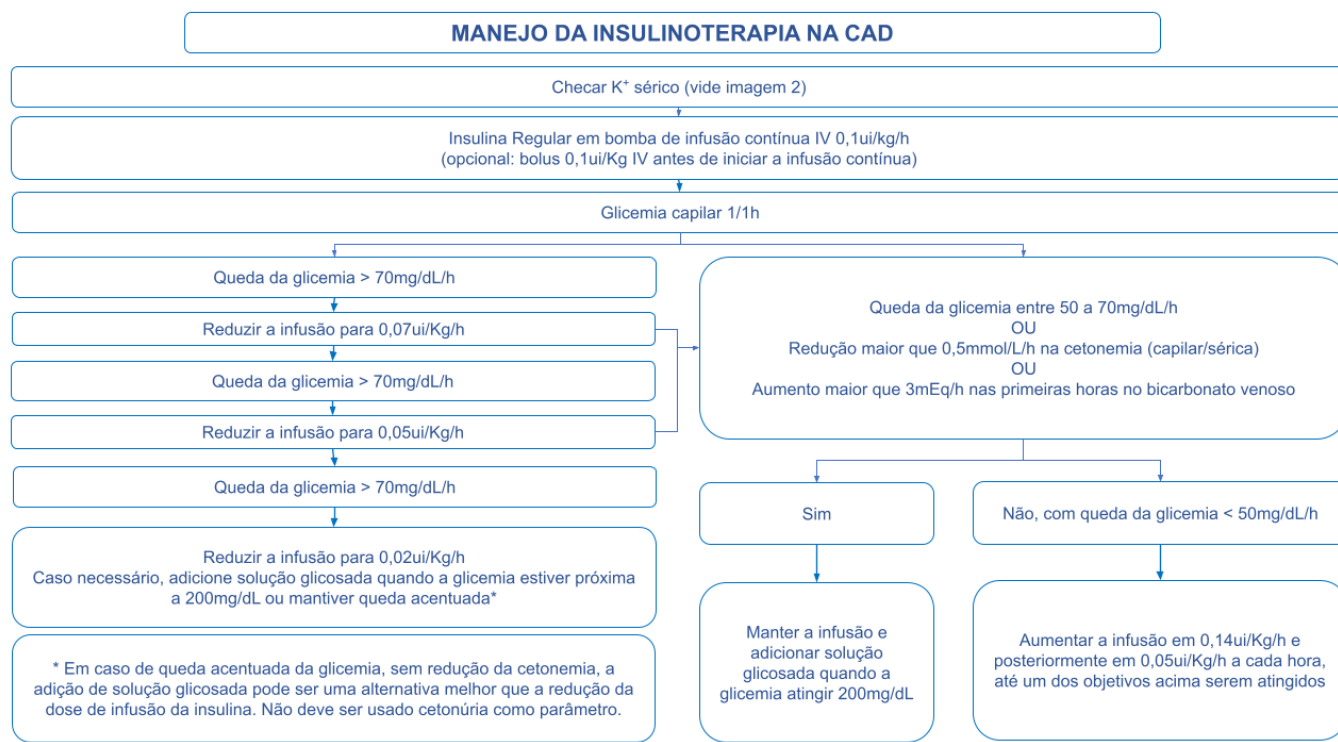 MANEJO DA INSULINOTERAPIA NA CAD
Checar K⁺ sérico (vide imagem 2)
Insulina Regular em bomba de infusão contínua IV 0,1ui/kg/h
(opcional: bolus 0,1ui/Kg IV antes de iniciar a infusão contínua)
Glicemia capilar 1/1h
Queda da glicemia > 70mg/dL/h
Reduzir a infusão para 0,07ui/Kg/h
Queda da glicemia > 70mg/dL/h
Reduzir a infusão para 0,05ui/Kg/h
Queda da glicemia > 70mg/dL/h
Reduzir a infusão para 0,02ui/Kg/h
Caso necessário, adicione solução glicosada quando a glicemia estiver próxima
a 200mg/dL ou mantiver queda acentuada*
* Em caso de queda acentuada da glicemia, sem redução da cetonemia, a
adição de solução glicosada pode ser uma alternativa melhor que a redução da
dose de infusão da insulina. Não deve ser usado cetonúria como parâmetro.
Queda da glicemia entre 50 a 70mg/dL/h
OU
Redução maior que 0,5mmol/L/h na cetonemia (capilar/sérica)
OU
Aumento maior que 3mEq/h nas primeiras horas no bicarbonato venoso
Sim
Manter a infusão e
adicionar solução
glicosada quando a
glicemia atingir 200mg/dL
Não, com queda da glicemia < 50mg/dL/h
Aumentar a infusão em 0,14ui/Kg/h e
posteriormente em 0,05ui/Kg/h a cada hora,
até um dos objetivos acima serem atingidos